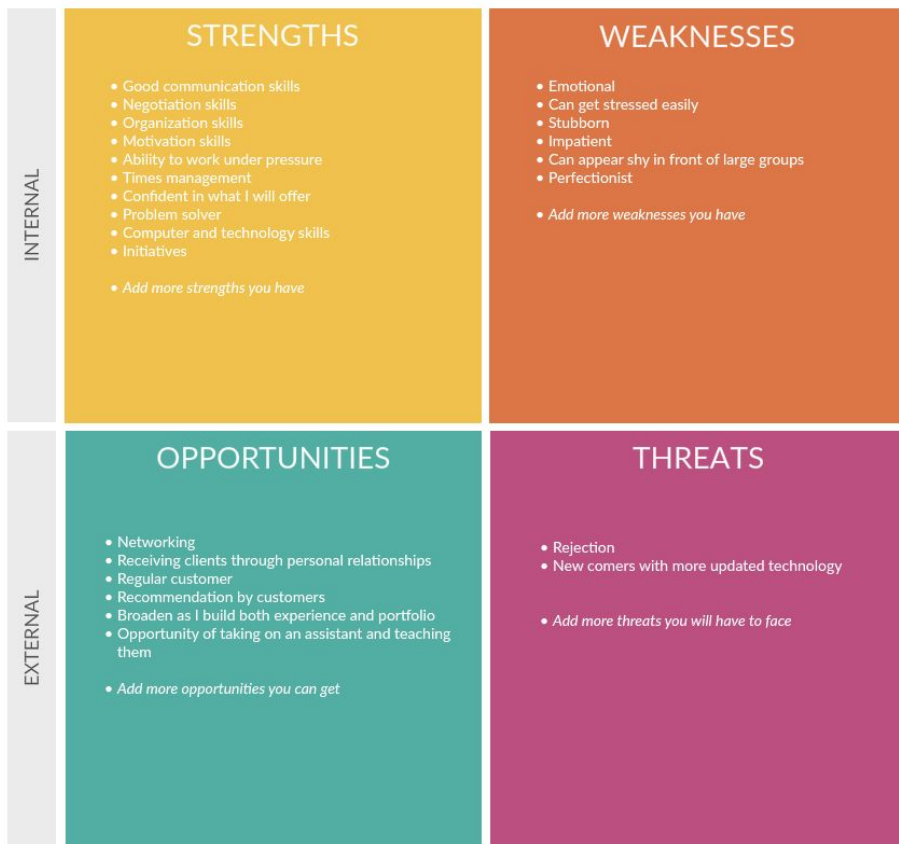 INTERNAL
STRENGTHS
• Good communication skills
• Negotiation skills
• Organization skills
• Motivation skills
• Ability to work under pressure
• Times management
• Confident in what I will offer
• Problem solver
• Computer and technology skills
• Initiatives
• Add more strengths you have
WEAKNESSES
• Emotional
• Can get stressed easily
• Stubborn
• Impatient
• Can appear shy in front of large groups
• Perfectionist
• Add more weaknesses you have
EXTERNAL
OPPORTUNITIES
• Networking
• Receiving clients through personal relationships
• Regular customer
• Recommendation by customers
• Broaden as I build both experience and portfolio
• Opportunity of taking on an assistant and teaching
them
• Add more opportunities you can get
THREATS
• Rejection
• New comers with more updated technology
• Add more threats you will have to face